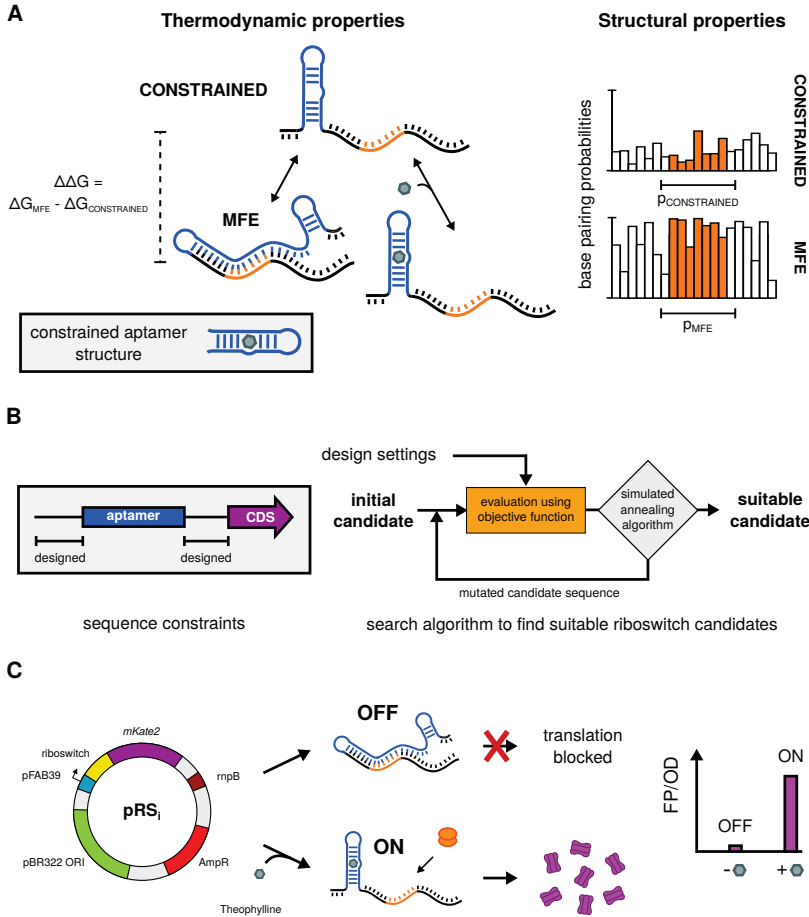 A
Thermodynamic properties
Structural properties
CONSTRAINED
ΔΔG =
ΔG_MFE - ΔG_CONSTRAINED
MFE
constrained aptamer
structure
base pairing probabilities
CONSTRAINED
p_CONSTRAINED
MFE
p_MFE
B
aptamer
CDS
designed
designed
sequence constraints
design settings
initial
candidate
evaluation using
objective function
simulated
annealing
algorithm
suitable
candidate
mutated candidate sequence
search algorithm to find suitable riboswitch candidates
C
mKate2
riboswitch
pFAB39
rnpB
pRS_i
pBR322 ORI
AmpR
Theophylline
OFF
translation
blocked
ON
FP/OD
OFF
ON
-
+